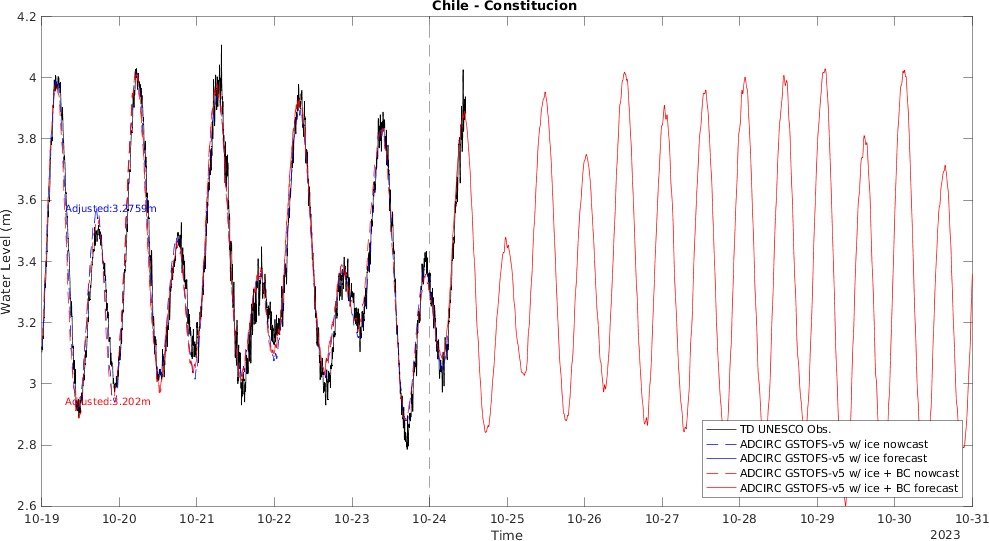 Chile - Constitucion
4.2
4
3.8
3.6
3.4
3.2
3
2.8
2.6
Water Level (m)
Adjusted:3.2759m
Adjusted:3.202m
TD UNESCO Obs.
ADCIRC GSTOFS-v5 w/ ice nowcast
ADCIRC GSTOFS-v5 w/ ice forecast
ADCIRC GSTOFS-v5 w/ ice + BC nowcast
ADCIRC GSTOFS-v5 w/ ice + BC forecast
10-19 10-20 10-21 10-22 10-23 10-24 10-25 10-26 10-27 10-28 10-29 10-30 10-31
Time
2023